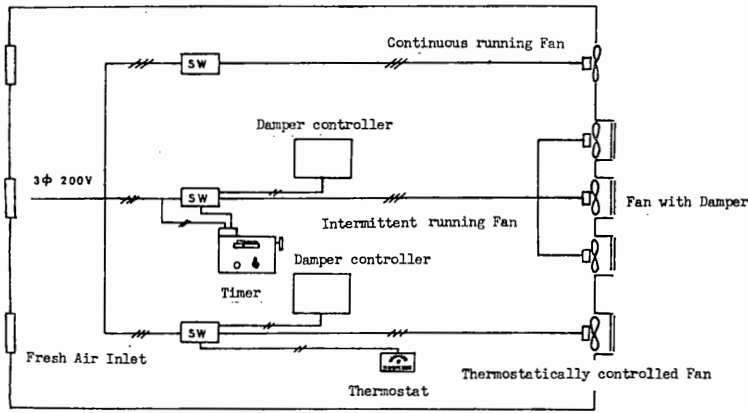 Continuous running Fan
SW
Damper controller
3ϕ 200V
SW
Fan with Damper
Intermittent running Fan
Damper controller
Timer
SW
Fresh Air Inlet
Thermostatically controlled Fan
Thermostat